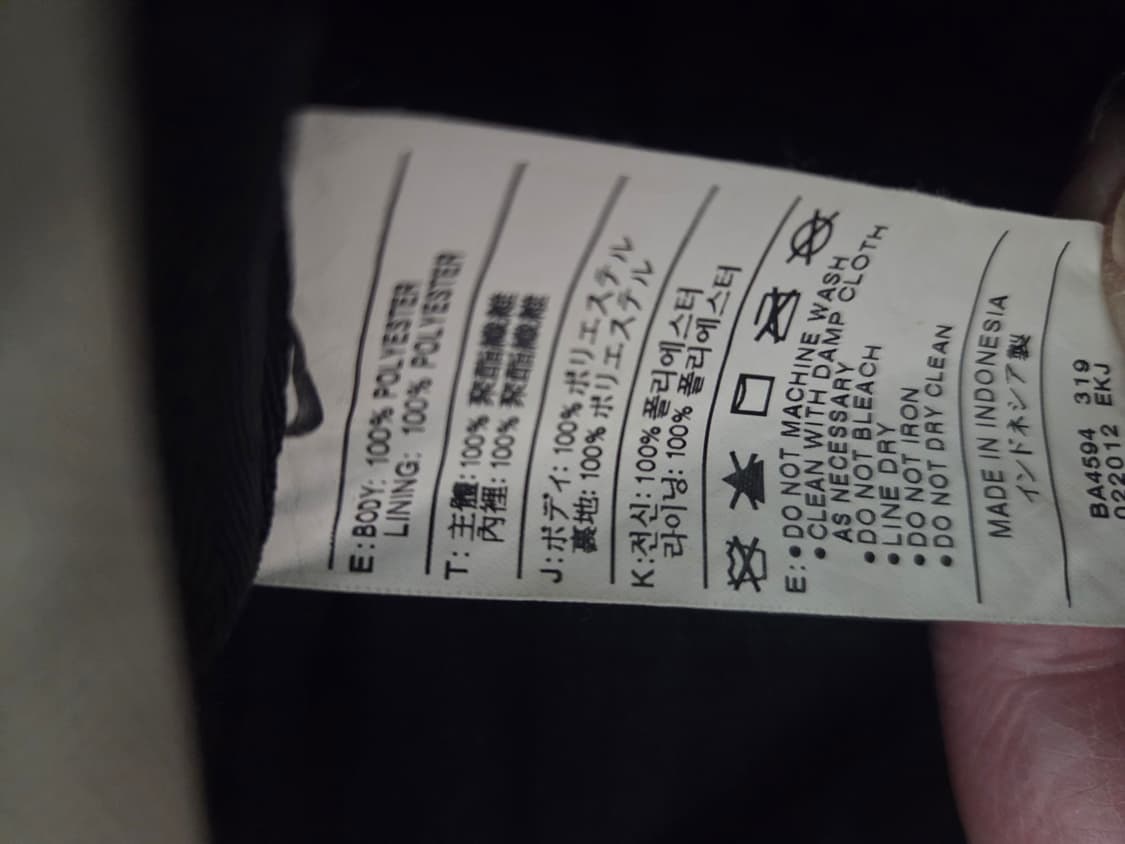 E: BODY: 100% POLYESTER
LINING: 100% POLYESTER
T: 主體: 100% 聚酯纖維
內裡: 100% 聚酯纖維
J: ボディ: 100% ポリエステル
裏地: 100% ポリエステル
K: 전신: 100% 폴리에스터
라이닝: 100% 폴리에스터
E: • DO NOT MACHINE WASH
• CLEAN WITH DAMP CLOTH
AS NECESSARY
• DO NOT BLEACH
• LINE DRY
• DO NOT IRON
• DO NOT DRY CLEAN
MADE IN INDONESIA
インドネシア製
BA4594 319
022012 EKJ